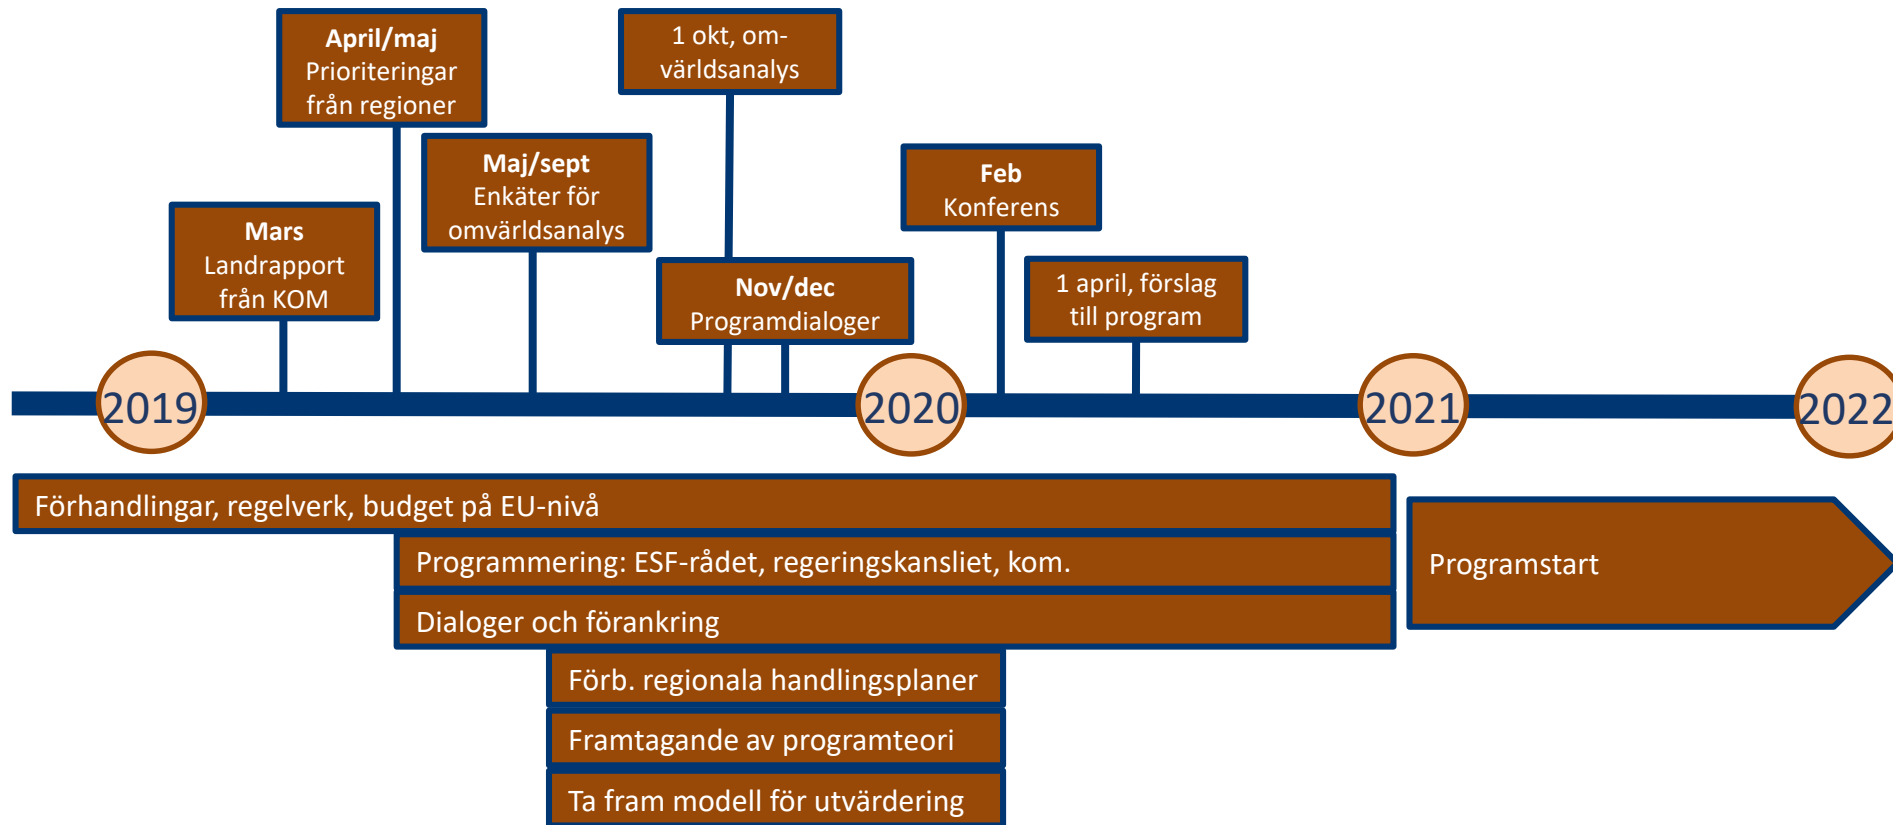 April/maj
Prioriteringar
från regioner
1 okt, om-
världsanalys
Maj/sept
Enkäter för
omvärldsanalys
Feb
Konferens
Mars
Landrapport
från KOM
Nov/dec
Programdialoger
1 april, förslag
till program
2019
2020
2021
2022
Förhandlingar, regelverk, budget på EU-nivå
Programmering: ESF-rådet, regeringskansliet, kom.
Programstart
Dialoger och förankring
Förb. regionala handlingsplaner
Framtagande av programteori
Ta fram modell för utvärdering